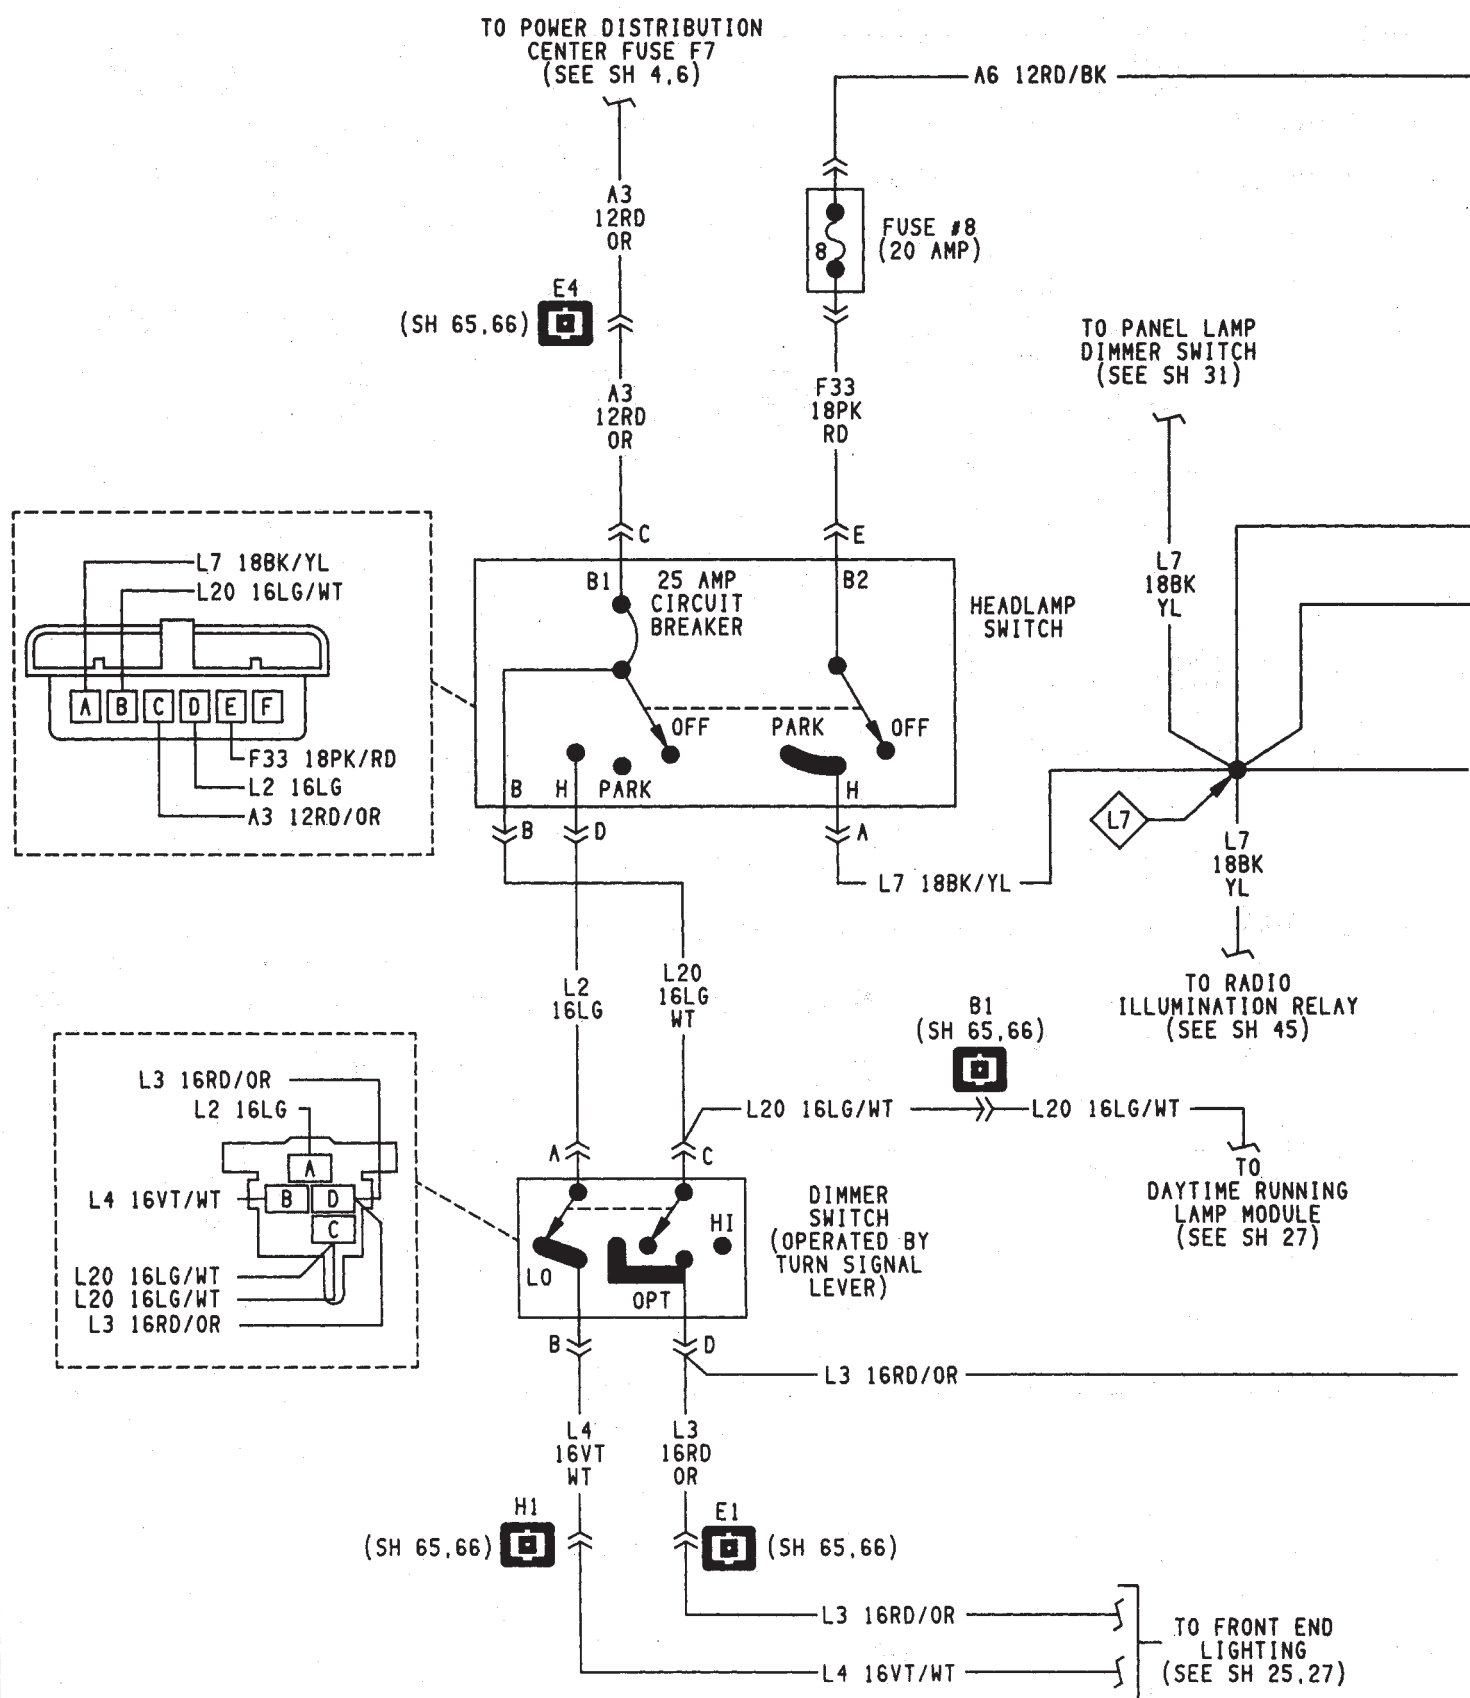 TO POWER DISTRIBUTION
CENTER FUSE F7
(SEE SH 4,6)
A6 12RD/BK
A3
12RD
OR
FUSE #8
(20 AMP)
8
E4
(SH 65,66)
TO PANEL LAMP
DIMMER SWITCH
(SEE SH 31)
A3
12RD
OR
F33
18PK
RD
C
E
L7 18BK/YL
L20 16LG/WT
A B C D E F
F33 18PK/RD
L2 16LG
A3 12RD/OR
B1
25 AMP
CIRCUIT
BREAKER
B2
HEADLAMP
SWITCH
L7
18BK
YL
OFF
PARK
OFF
B
H
PARK
H
B
D
A
L7 18BK/YL
L7
L7
18BK
YL
TO RADIO
ILLUMINATION RELAY
(SEE SH 45)
L2
16LG
L20
16LG
WT
B1
(SH 65,66)
L20 16LG/WT
L20 16LG/WT
TO
DAYTIME RUNNING
LAMP MODULE
(SEE SH 27)
L3 16RD/OR
L2 16LG
A
L4 16VT/WT
B
D
C
L20 16LG/WT
L20 16LG/WT
L3 16RD/OR
A
C
LO
OPT
HI
DIMMER
SWITCH
(OPERATED BY
TURN SIGNAL
LEVER)
B
D
L3 16RD/OR
L4
16VT
WT
L3
16RD
OR
H1
(SH 65,66)
E1
(SH 65,66)
L3 16RD/OR
L4 16VT/WT
TO FRONT END
LIGHTING
(SEE SH 25,27)